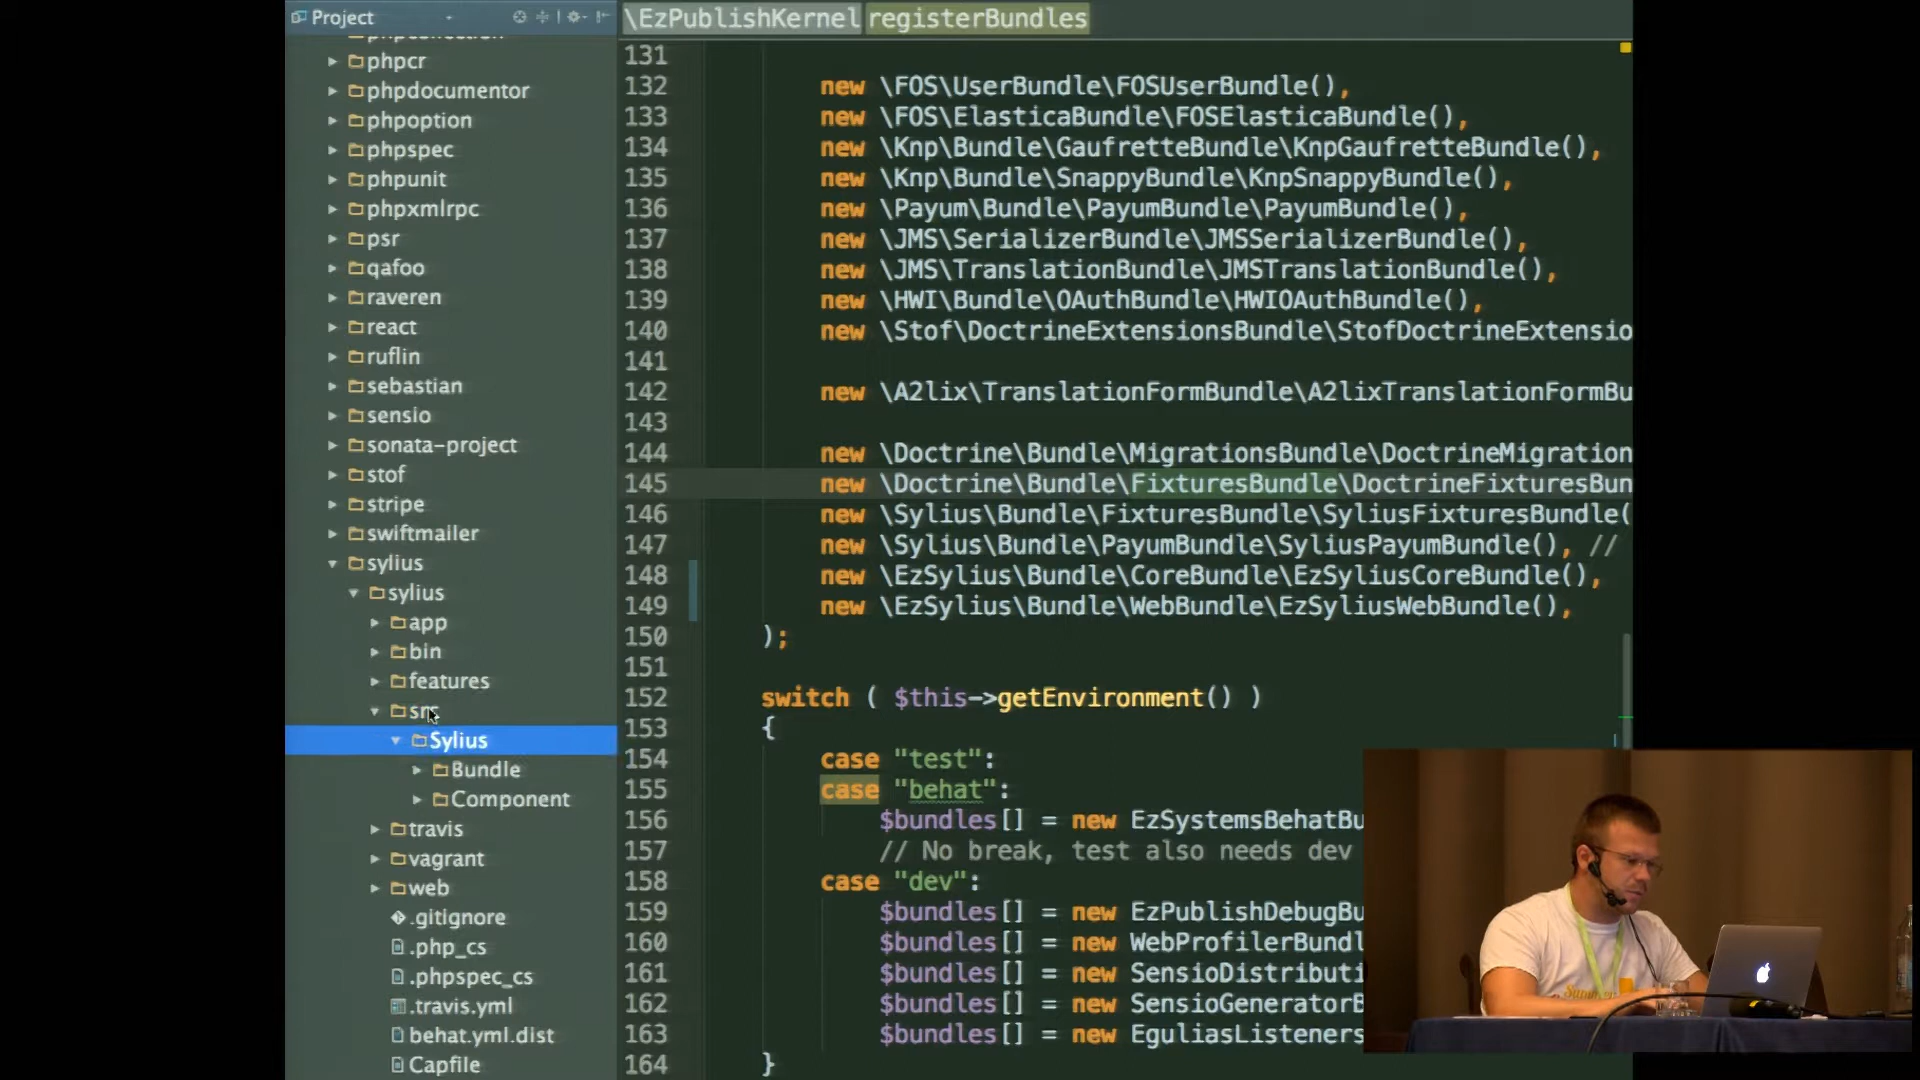 Project
\EzPublishKernel registerBundles
phpcr
phpdocumentor
phpoption
phpspec
phpunit
phpxmlrpc
psr
qafoo
raveren
react
ruflin
sebastian
sensio
sonata-project
stof
stripe
swiftmailer
sylius
sylius
app
bin
features
src
Sylius
Bundle
Component
travis
vagrant
web
.gitignore
.php_cs
.phpspec_cs
.travis.yml
behat.yml.dist
Capfile
131
132 new \FOS\UserBundle\FOSUserBundle(),
133 new \FOS\ElasticaBundle\FOSElasticaBundle(),
134 new \Knp\Bundle\GaufretteBundle\KnpGaufretteBundle(),
135 new \Knp\Bundle\SnappyBundle\KnpSnappyBundle(),
136 new \Payum\Bundle\PayumBundle\PayumBundle(),
137 new \JMS\SerializerBundle\JMSSerializerBundle(),
138 new \JMS\TranslationBundle\JMSTranslationBundle(),
139 new \HWI\Bundle\OAuthBundle\HWIOAuthBundle(),
140 new \Stof\DoctrineExtensionsBundle\StofDoctrineExtensio
141
142 new \A2lix\TranslationFormBundle\A2lixTranslationFormBu
143
144 new \Doctrine\Bundle\MigrationsBundle\DoctrineMigration
145 new \Doctrine\Bundle\FixturesBundle\DoctrineFixturesBun
146 new \Sylius\Bundle\FixturesBundle\SyliusFixturesBundle(
147 new \Sylius\Bundle\PayumBundle\SyliusPayumBundle(), //
148 new \EzSylius\Bundle\CoreBundle\EzSyliusCoreBundle(),
149 new \EzSylius\Bundle\WebBundle\EzSyliusWebBundle(),
150 );
151
152 switch ( $this->getEnvironment() )
153 {
154 case "test":
155 case "behat":
156 $bundles[] = new EzSystemsBehatBu
157 // No break, test also needs dev
158 case "dev":
159 $bundles[] = new EzPublishDebugBu
160 $bundles[] = new WebProfilerBundl
161 $bundles[] = new SensioDistributi
162 $bundles[] = new SensioGeneratorB
163 $bundles[] = new EguliasListeners
164 }